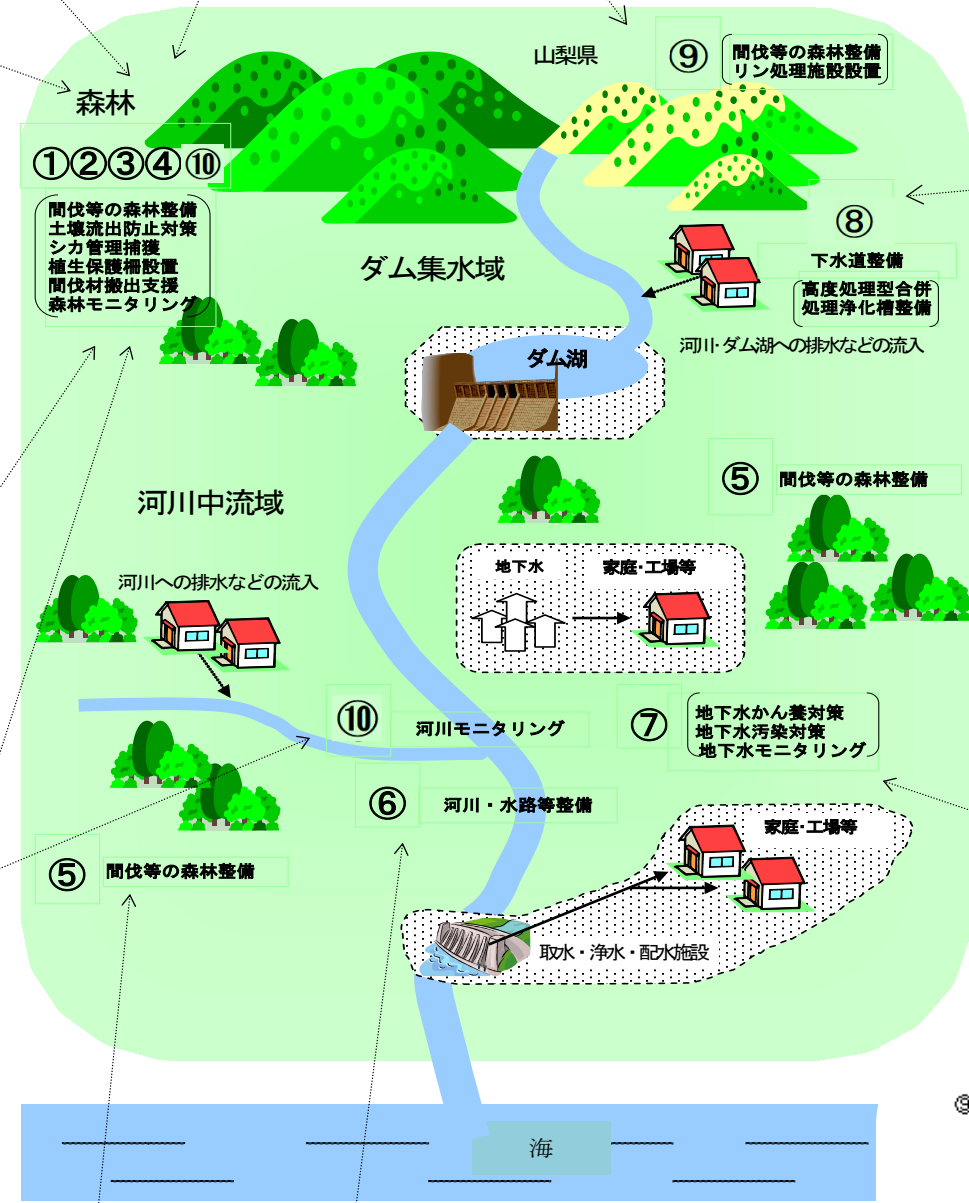 山梨県
⑨
間伐等の森林整備
リン処理施設設置
森林
①②③④⑩
間伐等の森林整備
土壌流出防止対策
シカ管理捕獲
植生保護柵設置
間伐材搬出支援
森林モニタリング
⑧
下水道整備
高度処理型合併
処理浄化槽整備
河川・ダム湖への排水などの流入
ダム集水域
ダム湖
⑤
間伐等の森林整備
河川中流域
河川への排水などの流入
地下水
家庭・工場等
⑩
河川モニタリング
⑦
地下水かん養対策
地下水汚染対策
地下水モニタリング
⑥
河川・水路等整備
家庭・工場等
⑤
間伐等の森林整備
取水・浄水・配水施設
海